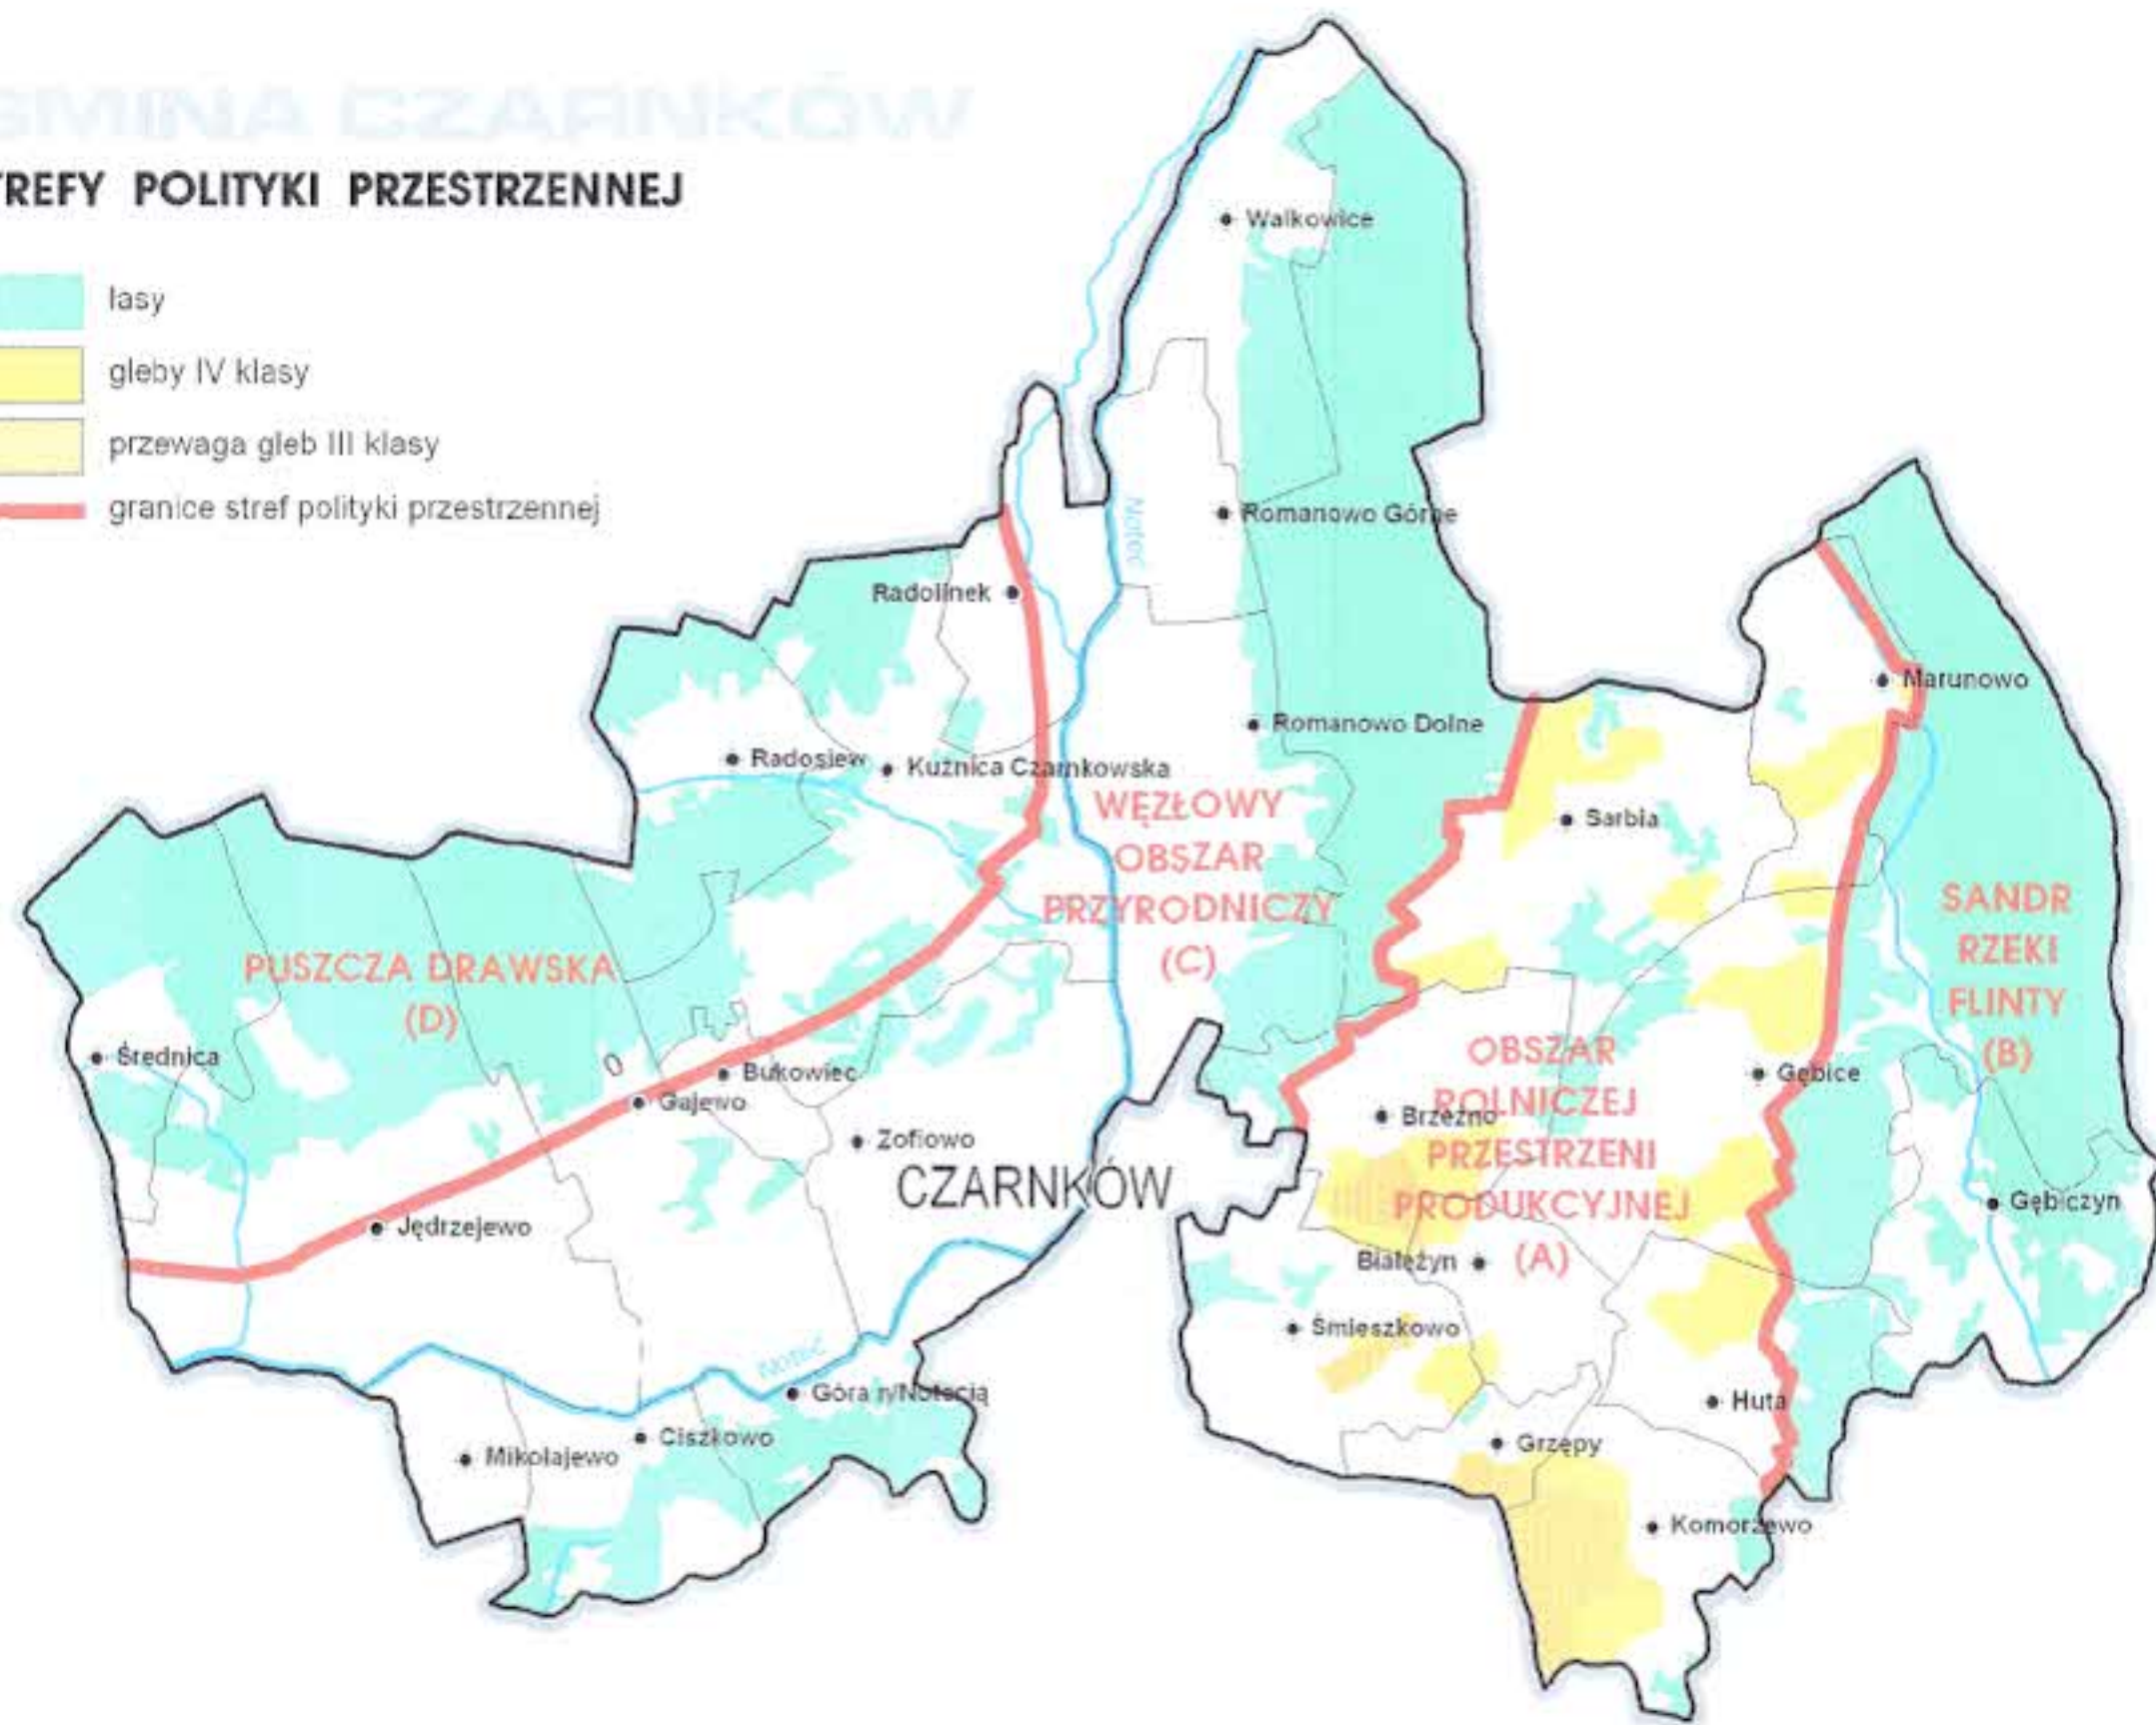 GMINA CZARNKÓW
STREFY POLITYKI PRZESTRZENNEJ
lasy
gleby IV klasy
przewaga gleb III klasy
granice stref polityki przestrzennej
Walkowice
Noteć
Romanowo Górne
Radolinek
Marunowo
Romanowo Dolne
Radosiew
Kuźnica Czarnkowska
WĘZŁOWY
OBSZAR
PRZYRODNICZY
(C)
Sarbia
SANDR
RZEKI
FLINTY
(B)
PUSZCZA DRAWSKA
(D)
Średnica
Bukowiec
Gajewo
Zofiowo
CZARNKÓW
Jędrzejewo
OBSZAR
ROLNICZEJ
PRZESTRZENI
PRODUKCYJNEJ
(A)
Gębice
Brzeźno
Gębiczyn
Białężyn
Śmieszkowo
Noteć
Góra n/Notecią
Huta
Ciszkowo
Mikołajewo
Grzępy
Komorzewo